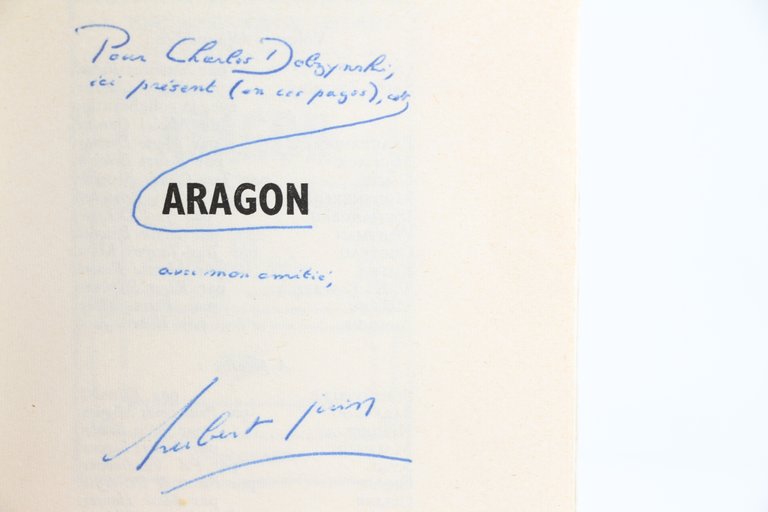 Pour Charles Dobzynski,
ici présent (en ces pages), cet
ARAGON
avec mon amitié,
hubert juin